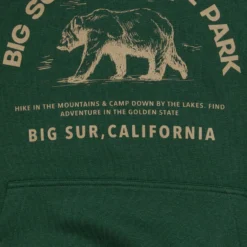 BIG SUR PARK
HIKE IN THE MOUNTAINS & CAMP DOWN BY THE LAKES. FIND
ADVENTURE IN THE GOLDEN STATE
BIG SUR,CALIFORNIA